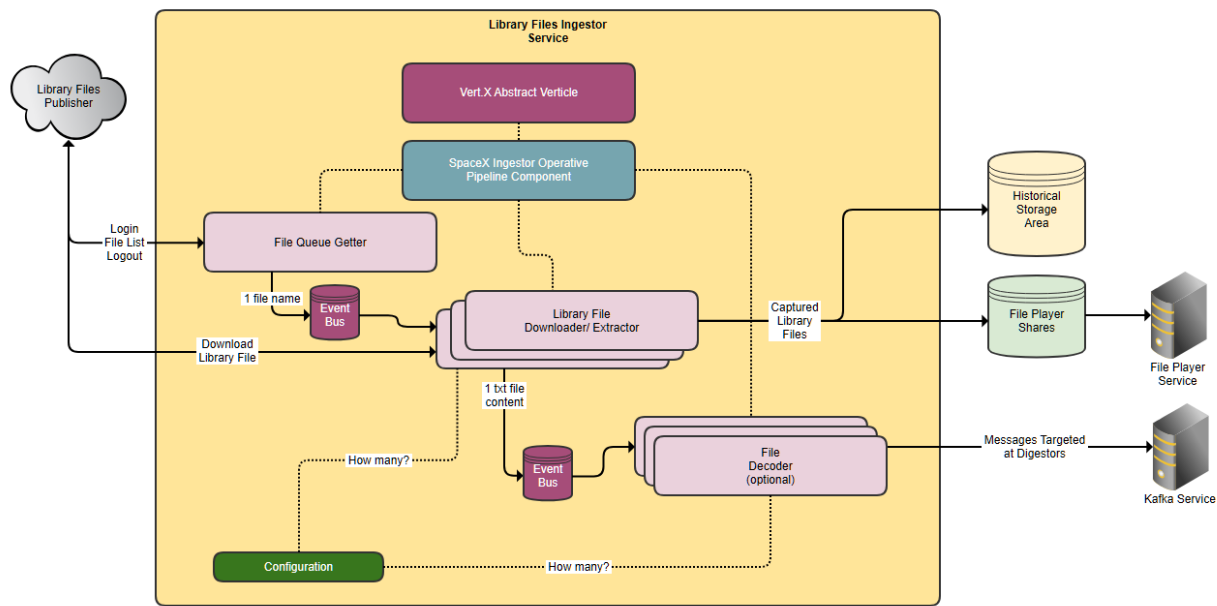 Library Files Ingestor
Service
Library Files
Publisher
Vert.X Abstract Verticle
SpaceX Ingestor Operative
Pipeline Component
Historical
Storage
Area
Login
File List
Logout
File Queue Getter
1 file name
Event
Bus
Library File
Downloader/ Extractor
Captured
Library
Files
File Player
Shares
Download
Library File
File Player
Service
1 txt file
content
File
Decoder
(optional)
Messages Targeted
at Digestors
How many?
Event
Bus
Kafka Service
Configuration
How many?